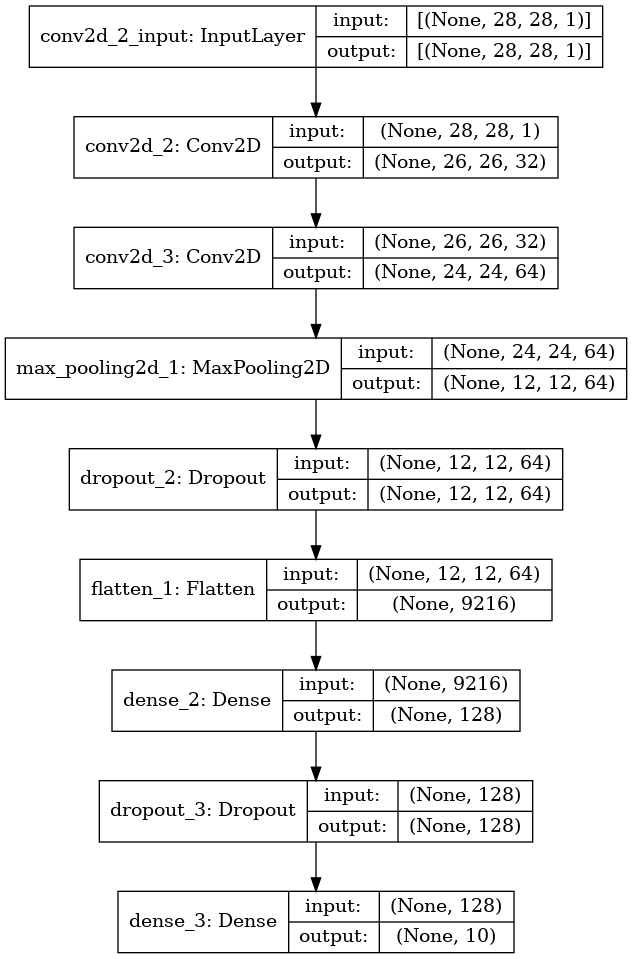 conv2d_2_input: InputLayer
input:
[(None, 28, 28, 1)]
output:
[(None, 28, 28, 1)]
conv2d_2: Conv2D
input:
(None, 28, 28, 1)
output:
(None, 26, 26, 32)
conv2d_3: Conv2D
input:
(None, 26, 26, 32)
output:
(None, 24, 24, 64)
max_pooling2d_1: MaxPooling2D
input:
(None, 24, 24, 64)
output:
(None, 12, 12, 64)
dropout_2: Dropout
input:
(None, 12, 12, 64)
output:
(None, 12, 12, 64)
flatten_1: Flatten
input:
(None, 12, 12, 64)
output:
(None, 9216)
dense_2: Dense
input:
(None, 9216)
output:
(None, 128)
dropout_3: Dropout
input:
(None, 128)
output:
(None, 128)
dense_3: Dense
input:
(None, 128)
output:
(None, 10)